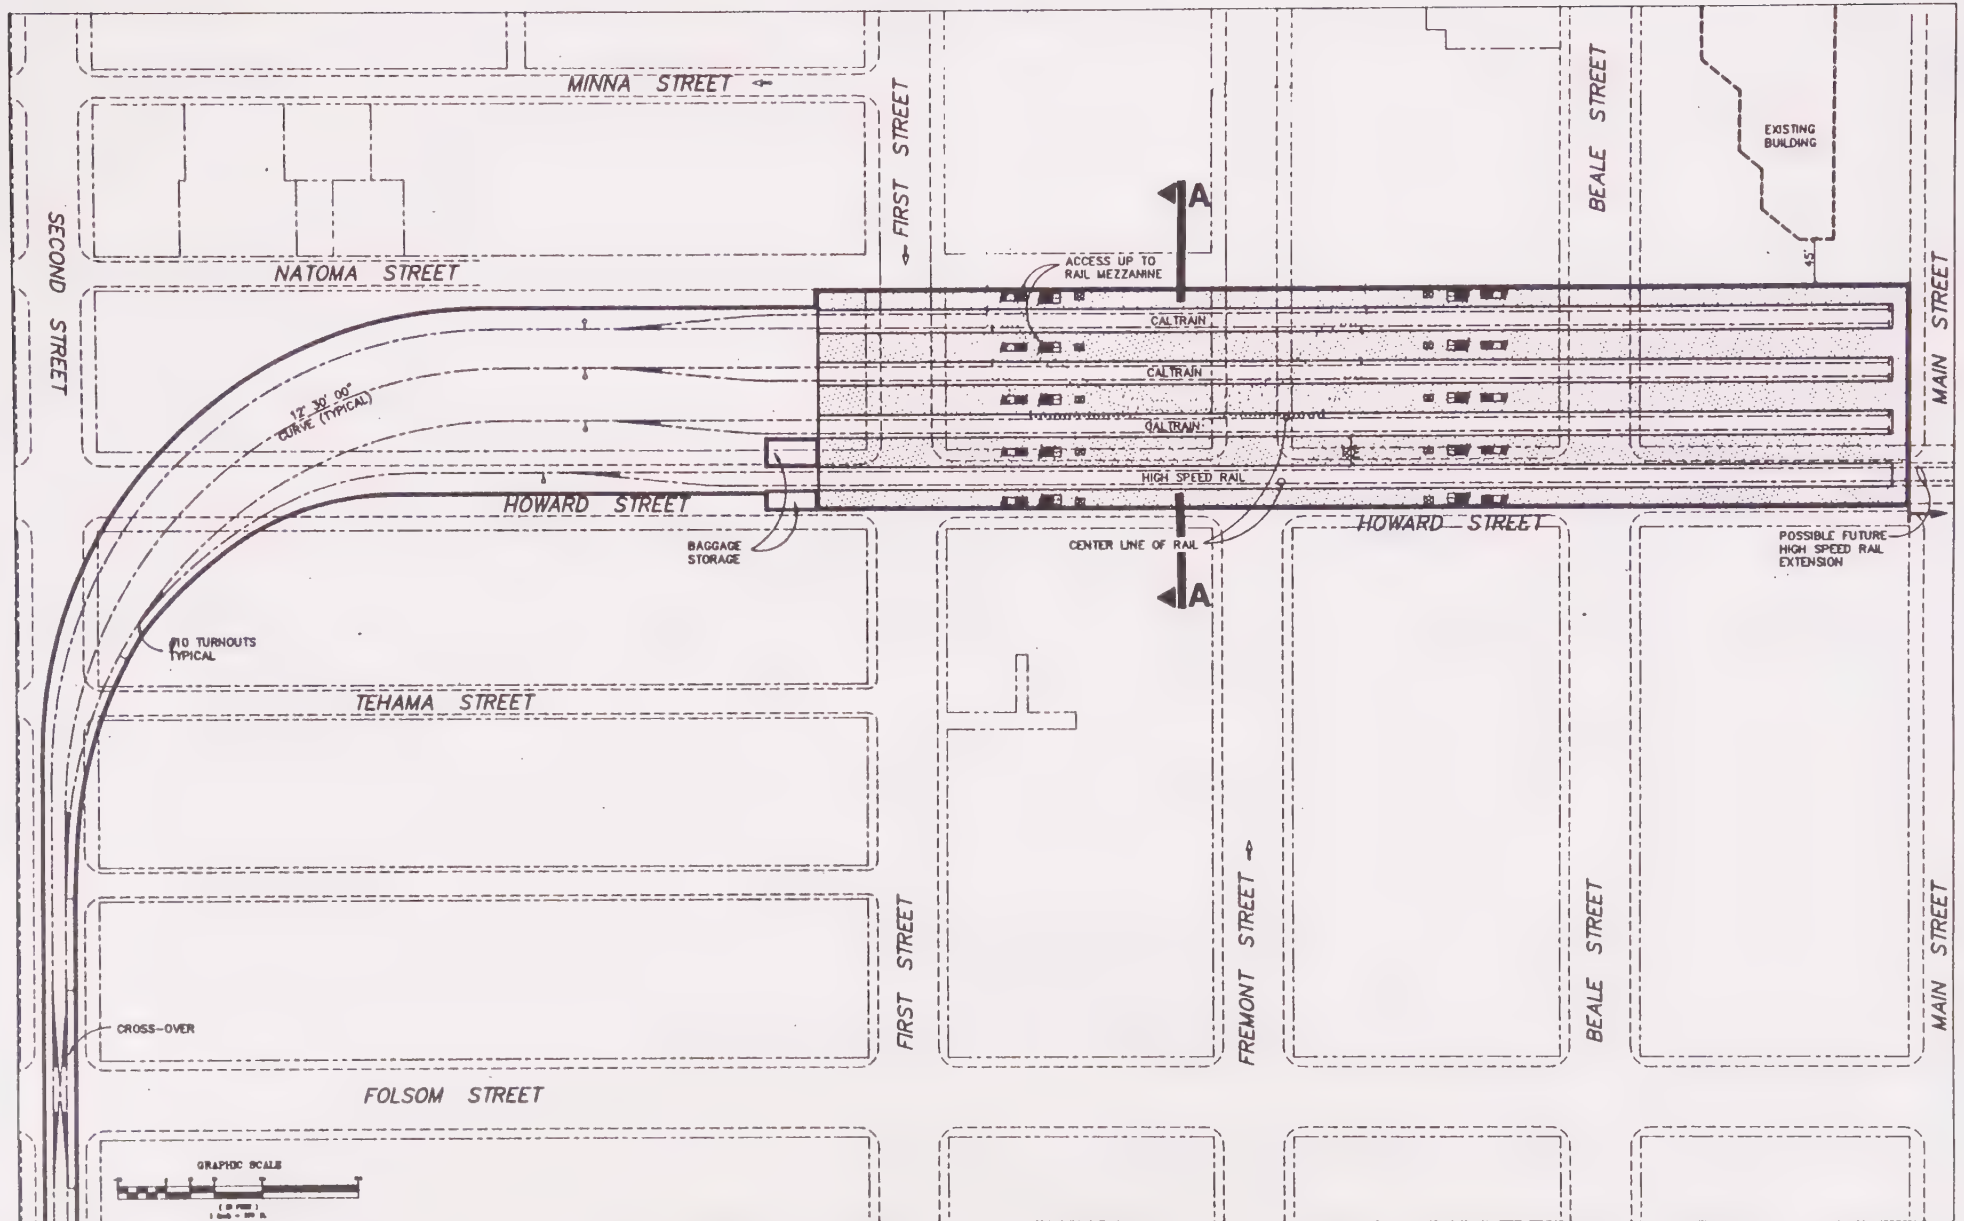 MINNA STREET
FIRST STREET
BEALE STREET
EXISTING
BUILDING
A
SECOND STREET
NATOMA STREET
ACCESS UP TO
RAIL MEZZANINE
45'
MAIN STREET
CALTRAIN
CALTRAIN
12° 30' 00"
CURVE (TYPICAL)
CALTRAIN
HIGH SPEED RAIL
HOWARD STREET
HOWARD STREET
BAGGAGE
STORAGE
CENTER LINE OF RAIL
POSSIBLE FUTURE
HIGH SPEED RAIL
EXTENSION
A
#10 TURNOUTS
TYPICAL
TEHAMA STREET
FIRST STREET
FREMONT STREET
BEALE STREET
MAIN STREET
CROSS-OVER
FOLSOM STREET
GRAPHIC SCALE